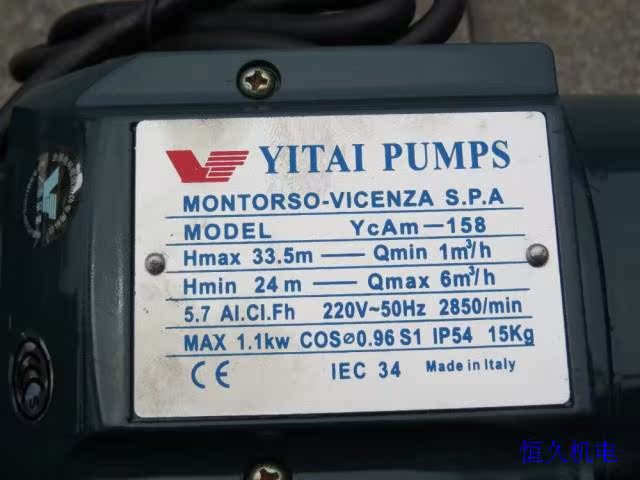 YITAI PUMPS
MONTORSO-VICENZA S.P.A
MODEL YcAm—158
Hmax 33.5m — Qmin 1m³/h
Hmin 24m — Qmax 6m³/h
5.7 Al.Cl.Fh 220V~50Hz 2850/min
MAX 1.1kw COS∅0.96 S1 IP54 15Kg
CE IEC 34 Made in Italy
恒久机电